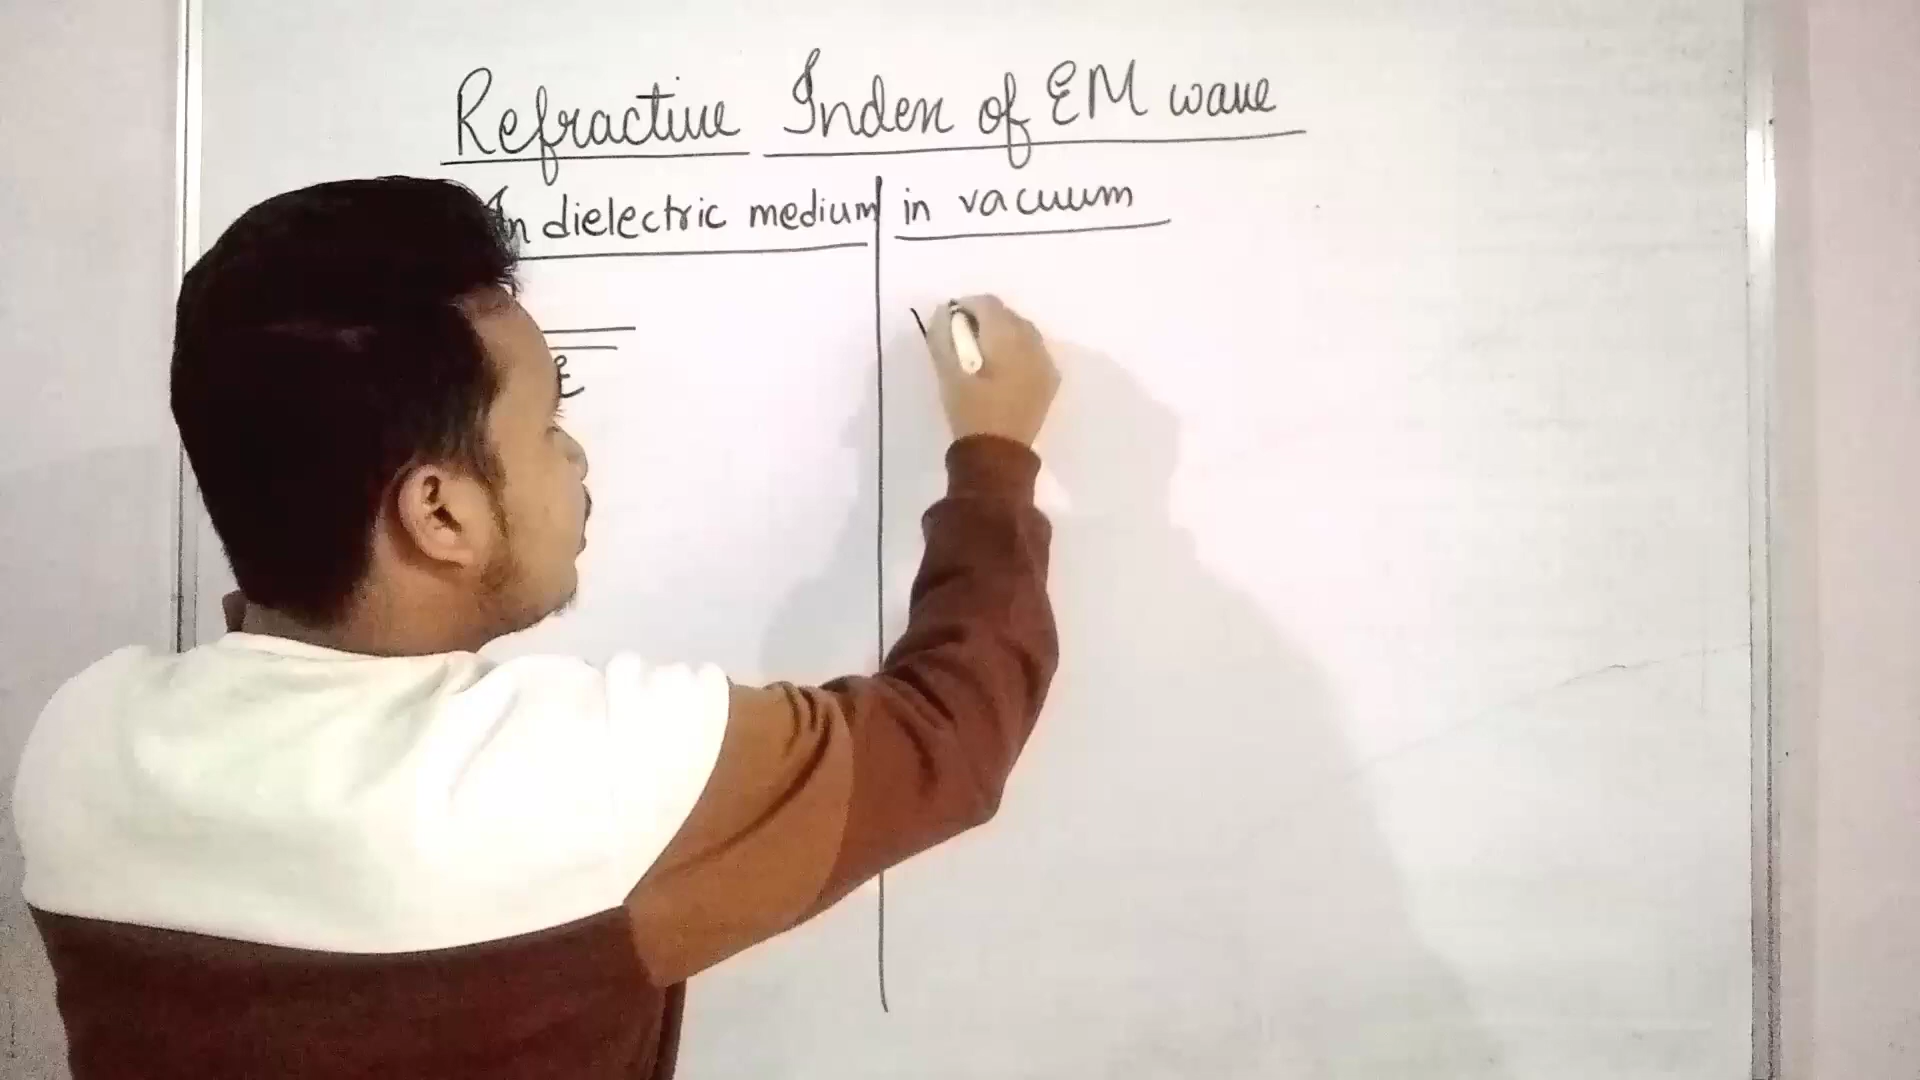 Refractive Index of EM wave
In dielectric medium in vacuum
ε